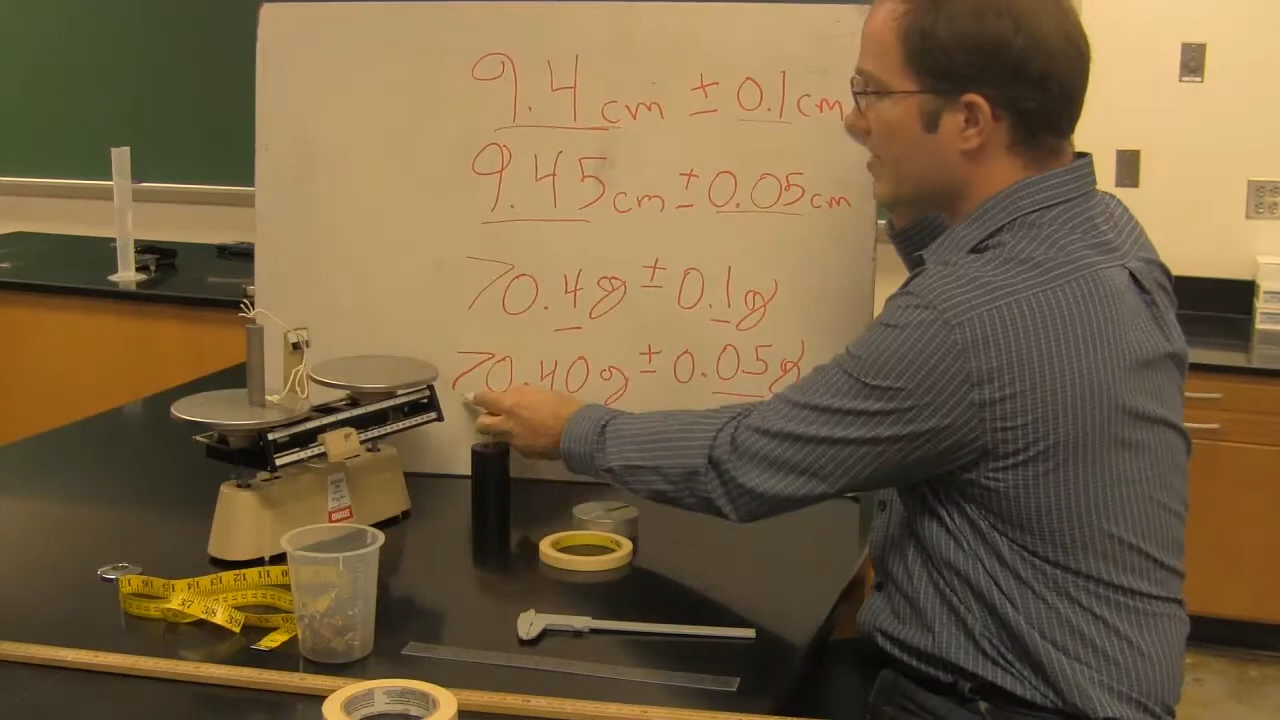 9.4 cm ± 0.1 cm
9.45 cm ± 0.05 cm
70.4 g ± 0.1 g
70.40 g ± 0.05 g